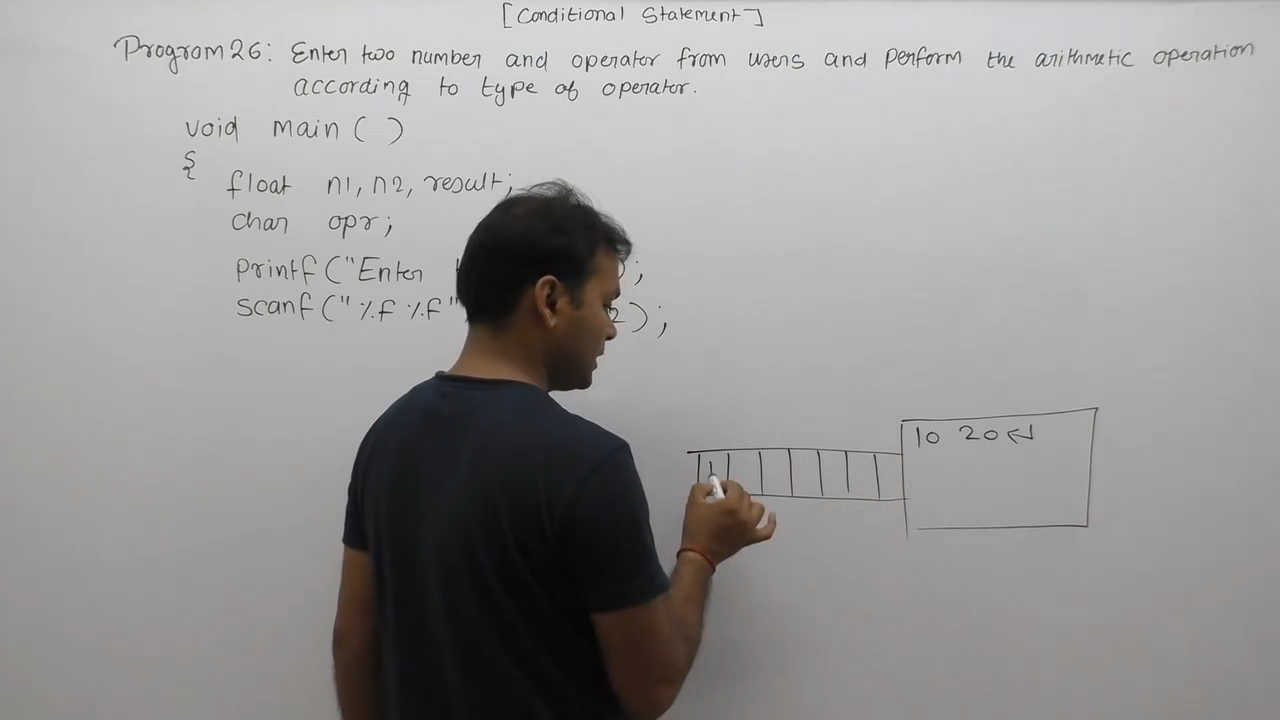 [Conditional Statement]
Program 26: Enter two number and operator from users and perform the arithmetic operation
according to type of operator.
void main ( )
{
float n1, n2, result;
char opr;
printf ("Enter ;
scanf (" %f %f" 2) ;
10 20 ↵